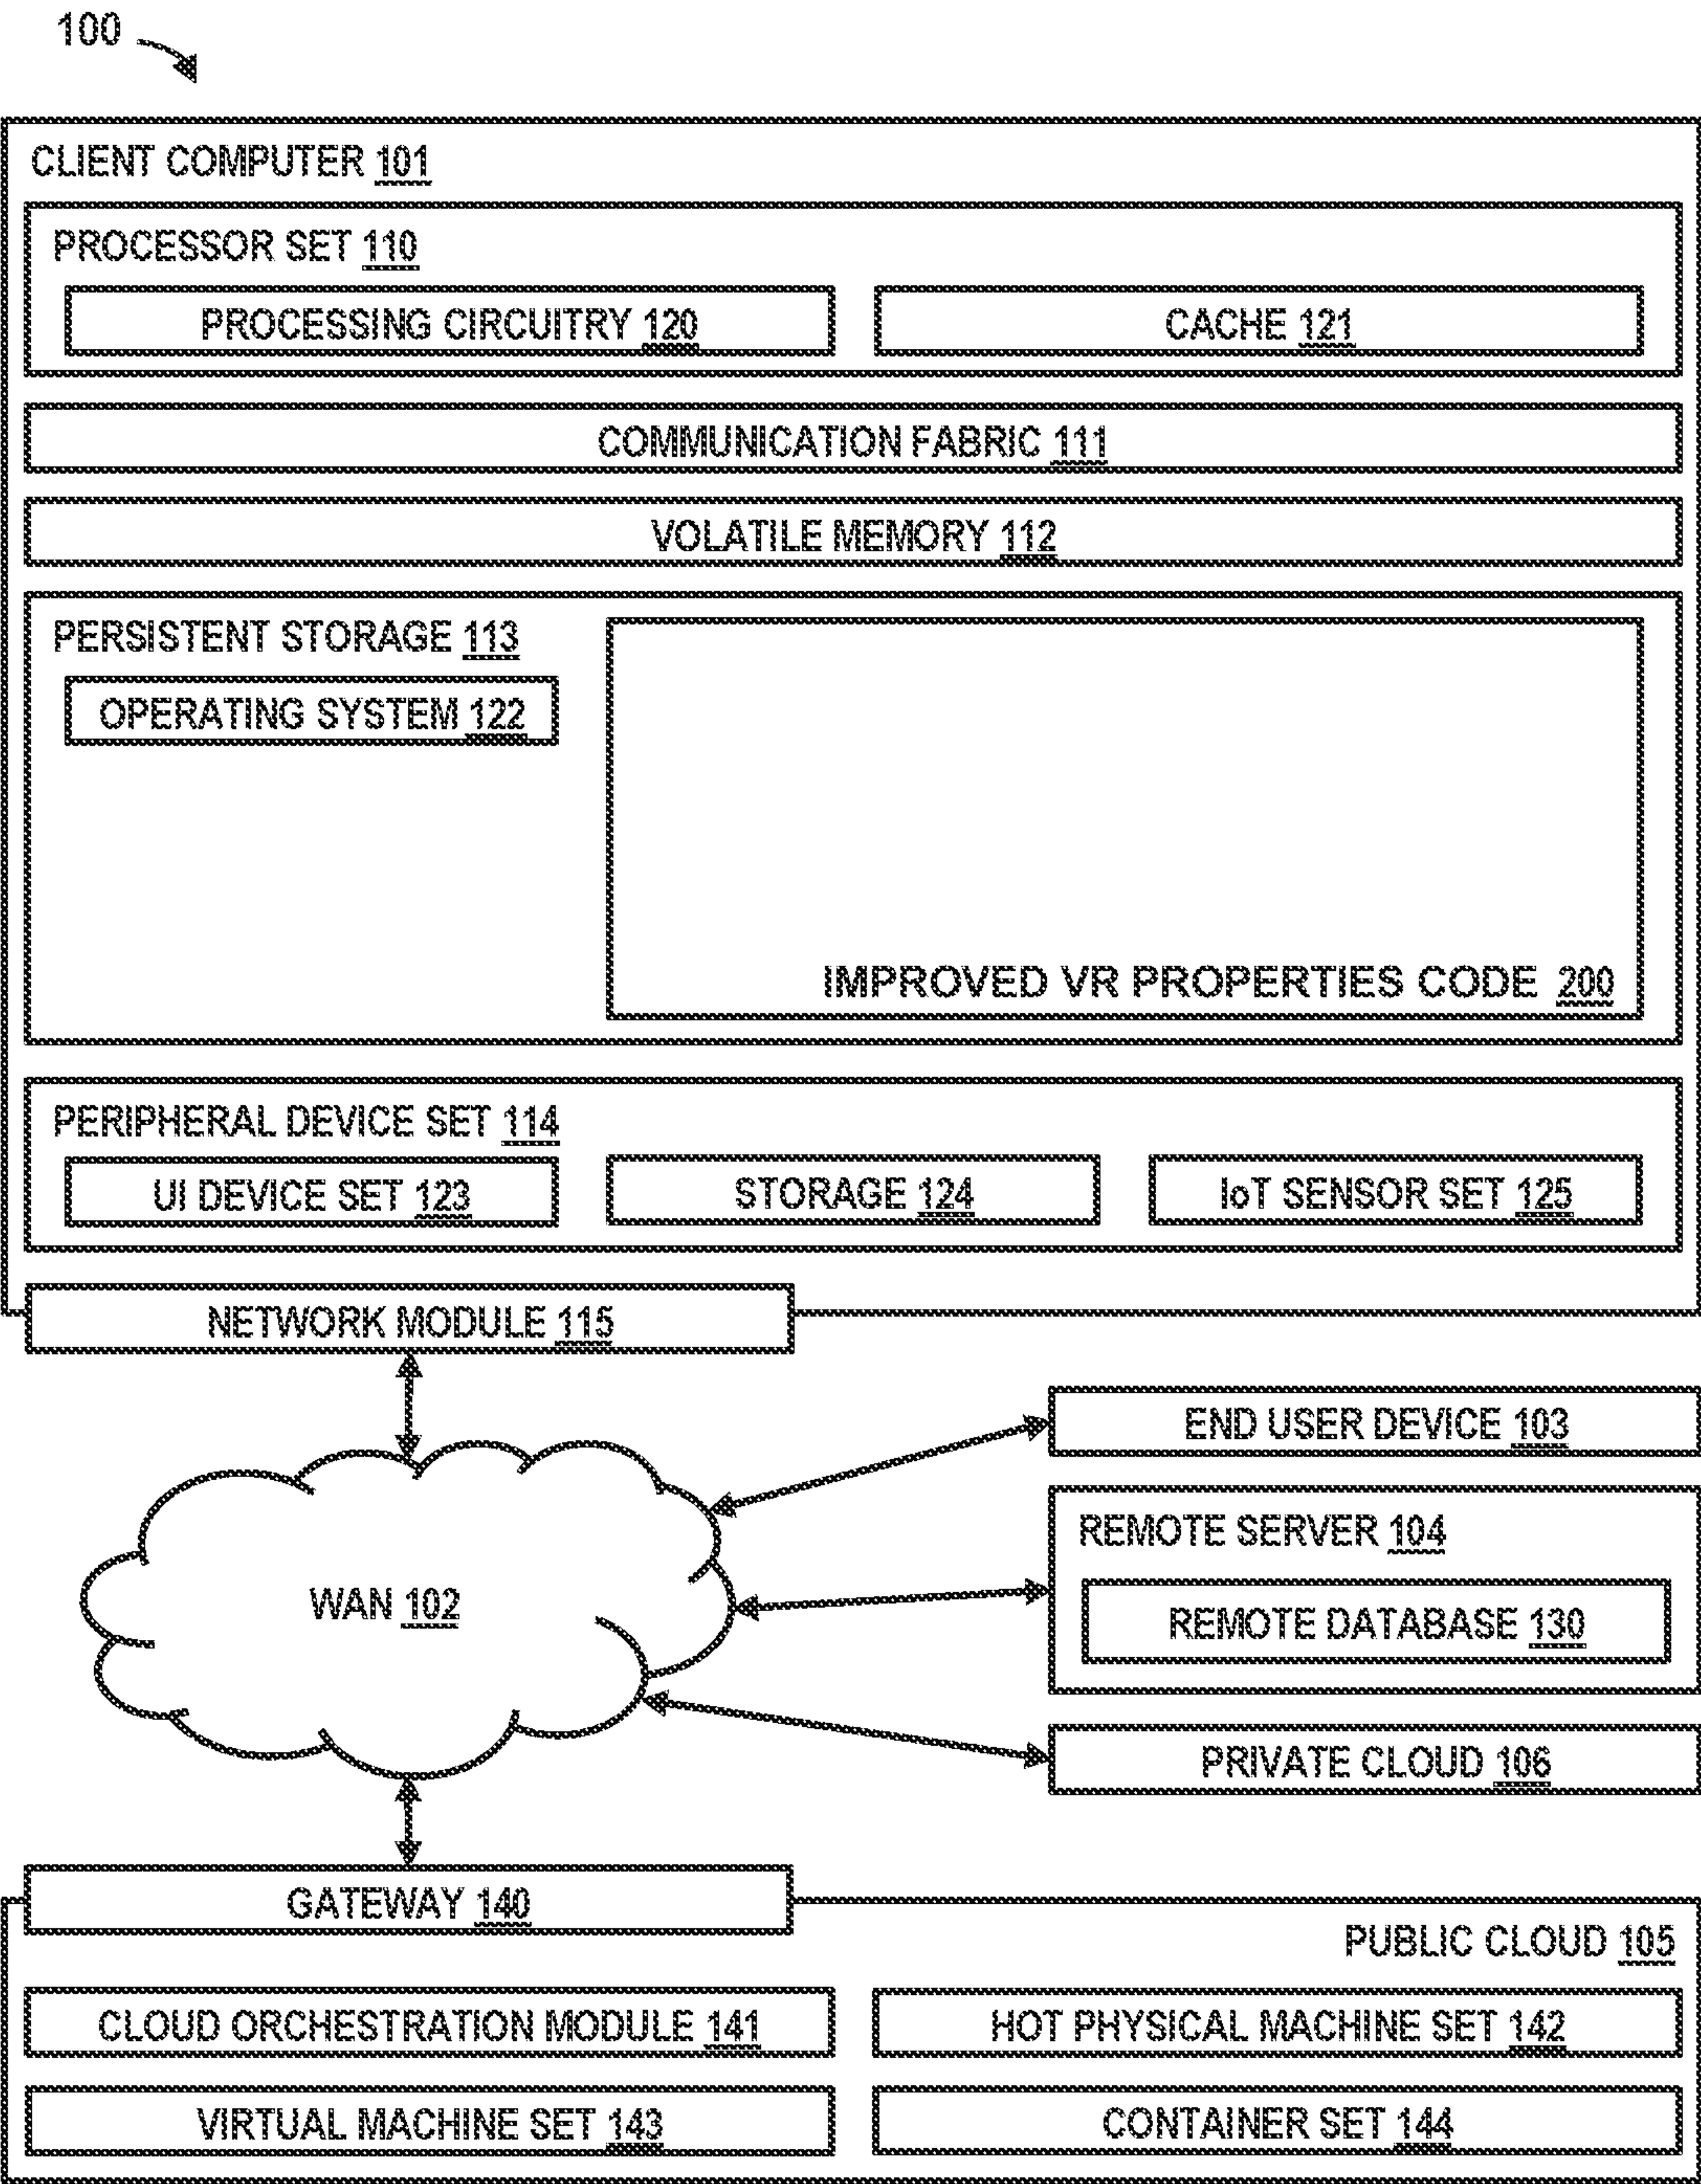 100
CLIENT COMPUTER 101
PROCESSOR SET 110
PROCESSING CIRCUITRY 120
CACHE 121
COMMUNICATION FABRIC 111
VOLATILE MEMORY 112
PERSISTENT STORAGE 113
OPERATING SYSTEM 122
IMPROVED VR PROPERTIES CODE 200
PERIPHERAL DEVICE SET 114
UI DEVICE SET 123
STORAGE 124
IoT SENSOR SET 125
NETWORK MODULE 115
END USER DEVICE 103
REMOTE SERVER 104
WAN 102
REMOTE DATABASE 130
PRIVATE CLOUD 106
GATEWAY 140
PUBLIC CLOUD 105
CLOUD ORCHESTRATION MODULE 141
HOT PHYSICAL MACHINE SET 142
VIRTUAL MACHINE SET 143
CONTAINER SET 144